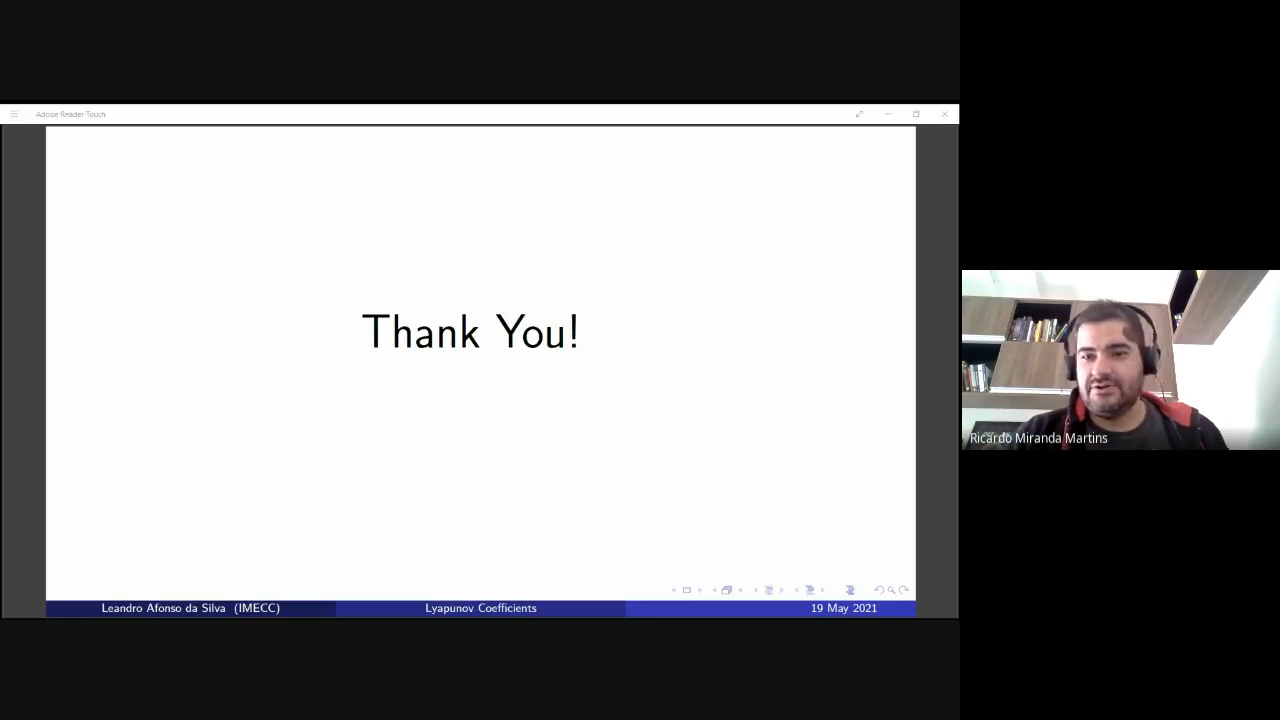 Adobe Reader Touch
Thank You!
Ricardo Miranda Martins
Leandro Afonso da Silva (IMECC) Lyapunov Coefficients 19 May 2021